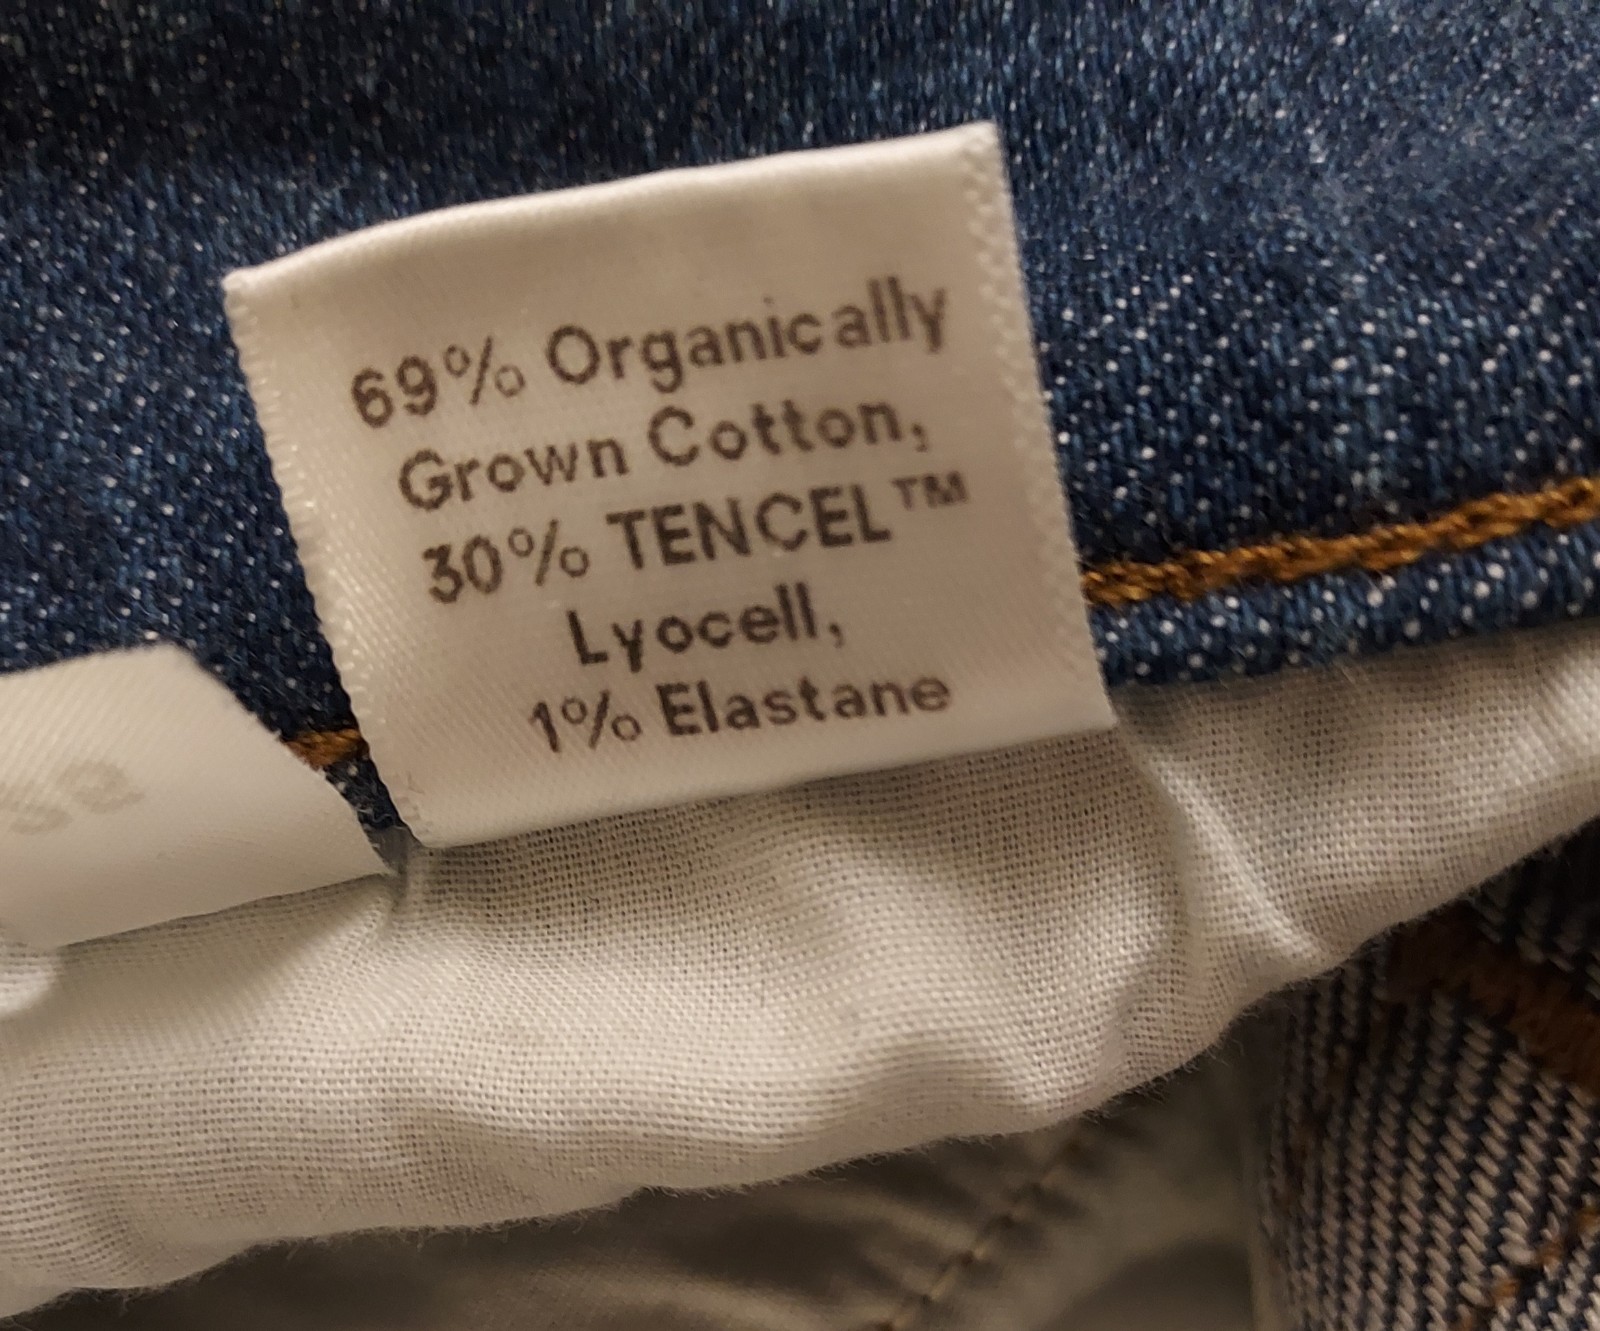 69% Organically
Grown Cotton,
30% TENCEL™
Lyocell,
1% Elastane